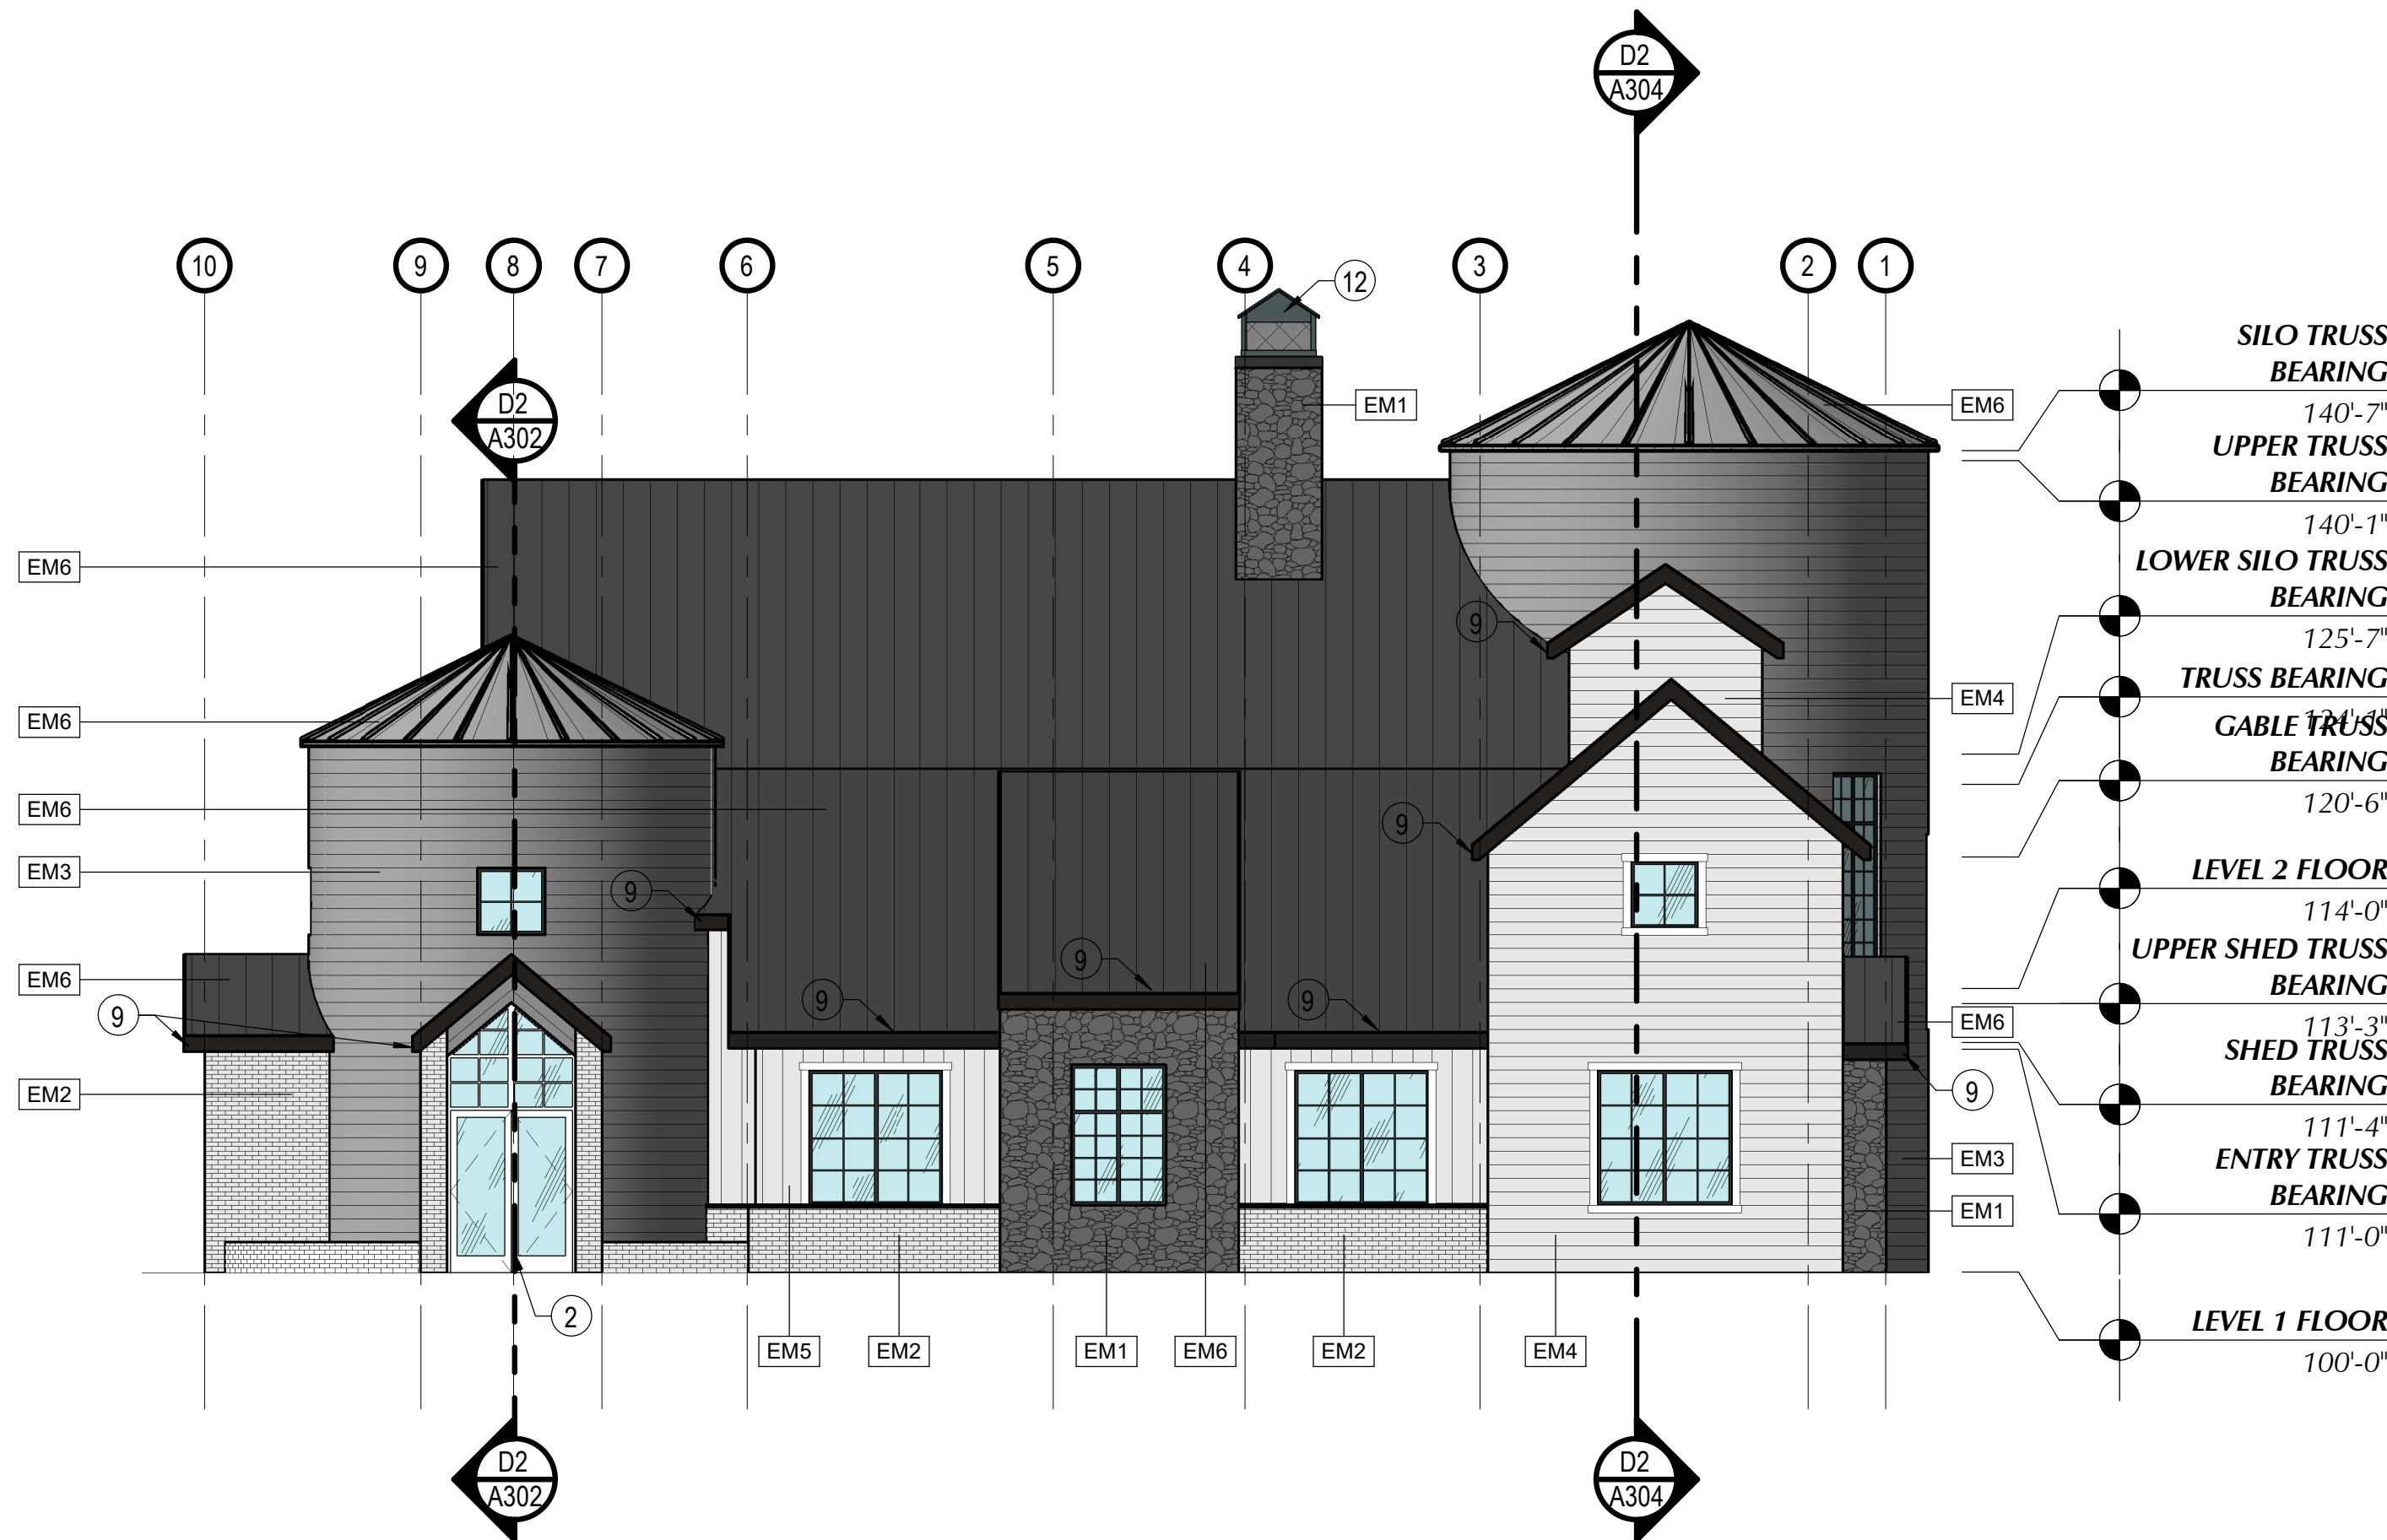 D2
A304
10
9
8
7
6
5
4
3
2
1
12
SILO TRUSS
BEARING
140'-7"
D2
A302
EM1
EM6
UPPER TRUSS
BEARING
140'-1"
EM6
LOWER SILO TRUSS
BEARING
125'-7"
9
EM4
TRUSS BEARING
124'-1"
EM6
GABLE TRUSS
BEARING
120'-6"
EM6
9
EM3
9
LEVEL 2 FLOOR
114'-0"
EM6
9
9
9
9
UPPER SHED TRUSS
BEARING
113'-3"
EM6
EM2
9
SHED TRUSS
BEARING
111'-4"
EM3
ENTRY TRUSS
BEARING
111'-0"
EM1
2
EM5
EM2
EM1
EM6
EM2
EM4
LEVEL 1 FLOOR
100'-0"
D2
A302
D2
A304